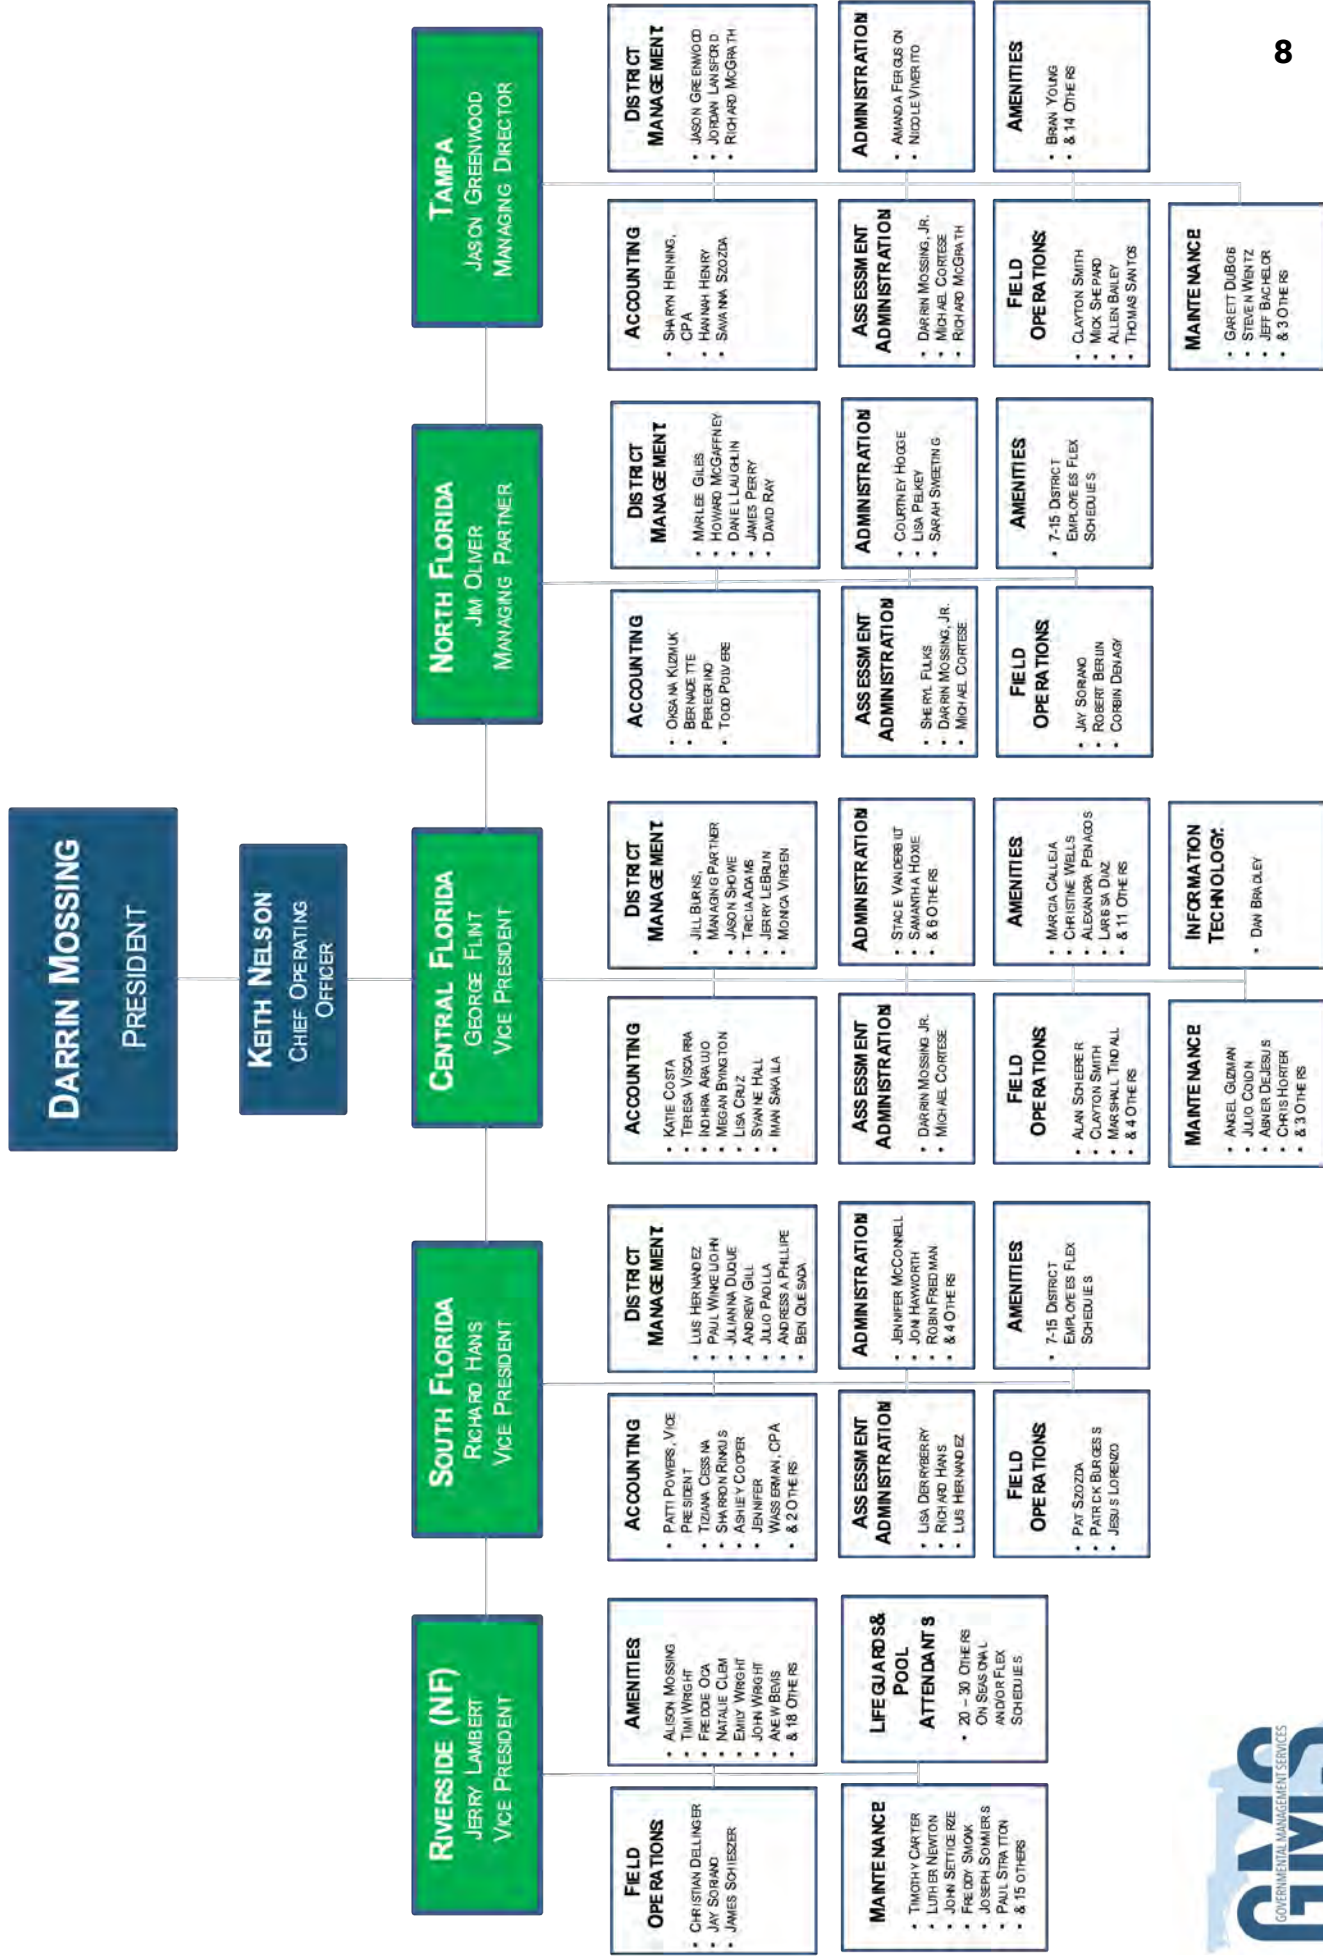 DARRIN MOSSING
PRESIDENT
KEITH NELSON
CHIEF OPERATING
OFFICER
RIVERSIDE (NF)
JERRY LAMBERT
VICE PRESIDENT
FIELD
OPERATIONS
• CHRISTIAN DELLINGER
• JAY SORIANO
• JAMES SCHIESZER
AMENITIES
• ALISON MOSSING
• TIMI WRIGHT
• FREDDIE OCA
• NATALIE CLEM
• EMILY WRIGHT
• JOHN WRIGHT
• ANEW BEVIS
• & 18 OTHERS
MAINTENANCE
• TIMOTHY CARTER
• LUTHER NEWTON
• JOHN SETTICERZE
• FREDDY SMOAK
• JOSEPH SOMMERS
• PAUL STRATTON
• & 15 OTHERS
LIFEGUARDS &
POOL
ATTENDANTS
• 20 – 30 OTHERS
ON SEASONAL
AND/OR FLEX
SCHEDULES
SOUTH FLORIDA
RICHARD HANS
VICE PRESIDENT
ACCOUNTING
• PATTI POWERS, VICE
PRESIDENT
• TIZIANA CESSNA
• SHARRON RINKUS
• ASHLEY COOPER
• JENNIFER
WASSERMAN, CPA
• & 2 OTHERS
DISTRICT
MANAGEMENT
• LUIS HERNANDEZ
• PAUL WINKELJOHN
• JULIANNA DUQUE
• ANDREW GILL
• JULIO PADILLA
• ANDRESSA PHILLIPE
• BEN QUESADA
ASSESSMENT
ADMINISTRATION
• LISA DERRYBERRY
• RICHARD HANS
• LUIS HERNANDEZ
ADMINISTRATION
• JENNIFER MCCONNELL
• JONI HAYWORTH
• ROBIN FRIEDMAN
• & 4 OTHERS
FIELD
OPERATIONS
• PAT SZOZDA
• PATRICK BURGESS
• JESUS LORENZO
AMENITIES
• 7-15 DISTRICT
EMPLOYEES FLEX
SCHEDULES
CENTRAL FLORIDA
GEORGE FLINT
VICE PRESIDENT
ACCOUNTING
• KATIE COSTA
• TERESA VISCARRA
• INDHIRA ARAUJO
• MEGAN BYINGTON
• LISA CRUZ
• SYANNE HALL
• IMAN SAKAILA
DISTRICT
MANAGEMENT
• JILL BURNS,
MANAGING PARTNER
• JASON SHOWE
• TRICIA ADAMS
• JERRY LEBRUN
• MONICA VIRGEN
ASSESSMENT
ADMINISTRATION
• DARRIN MOSSING JR.
• MICHAEL CORTESE
ADMINISTRATION
• STACIE VANDERBILT
• SAMANTHA HOXIE
• & 6 OTHERS
FIELD
OPERATIONS
• ALAN SCHEERER
• CLAYTON SMITH
• MARSHALL TINDALL
• & 4 OTHERS
AMENITIES
• MARCIA CALLEJA
• CHRISTINE WELLS
• ALEXANDRA PENAGOS
• LARISSA DIAZ
• & 11 OTHERS
MAINTENANCE
• ANGEL GUZMAN
• JULIO COLON
• ABNER DEJESUS
• CHRIS HORTER
• & 3 OTHERS
INFORMATION
TECHNOLOGY
• DAN BRADLEY
NORTH FLORIDA
JIM OLIVER
MANAGING PARTNER
ACCOUNTING
• OKSANA KUZMUK
• BERNADETTE
PEREGRINO
• TODD POLVERE
DISTRICT
MANAGEMENT
• MARILEE GILES
• HOWARD MCGAFFNEY
• DANIEL LAUGHLIN
• JAMES PERRY
• DAVID RAY
ASSESSMENT
ADMINISTRATION
• SHERYL FULKS
• DARRIN MOSSING, JR.
• MICHAEL CORTESE
ADMINISTRATION
• COURTNEY HOGGE
• LISA PELKEY
• SARAH SWEETING
FIELD
OPERATIONS
• JAY SORIANO
• ROBERT BERLIN
• CORBIN DENAGY
AMENITIES
• 7-15 DISTRICT
EMPLOYEES FLEX
SCHEDULES
TAMPA
JASON GREENWOOD
MANAGING DIRECTOR
ACCOUNTING
• SHARYN HENNING,
CPA
• HANNAH HENRY
• SAVANNA SZOZDA
DISTRICT
MANAGEMENT
• JASON GREENWOOD
• JORDAN LANSFORD
• RICHARD MCGRATH
ASSESSMENT
ADMINISTRATION
• DARRIN MOSSING, JR.
• MICHAEL CORTESE
• RICHARD MCGRATH
ADMINISTRATION
• AMANDA FERGUSON
• NICOLE VIVERITO
FIELD
OPERATIONS
• CLAYTON SMITH
• MICK SHEPARD
• ALLEN BAILEY
• THOMAS SANTOS
AMENITIES
• BRIAN YOUNG
• & 14 OTHERS
MAINTENANCE
• GARETT DUBOB
• STEVEN WENTZ
• JEFF BACHELOR
• & 3 OTHERS
GMS
GOVERNMENTAL MANAGEMENT SERVICES
8